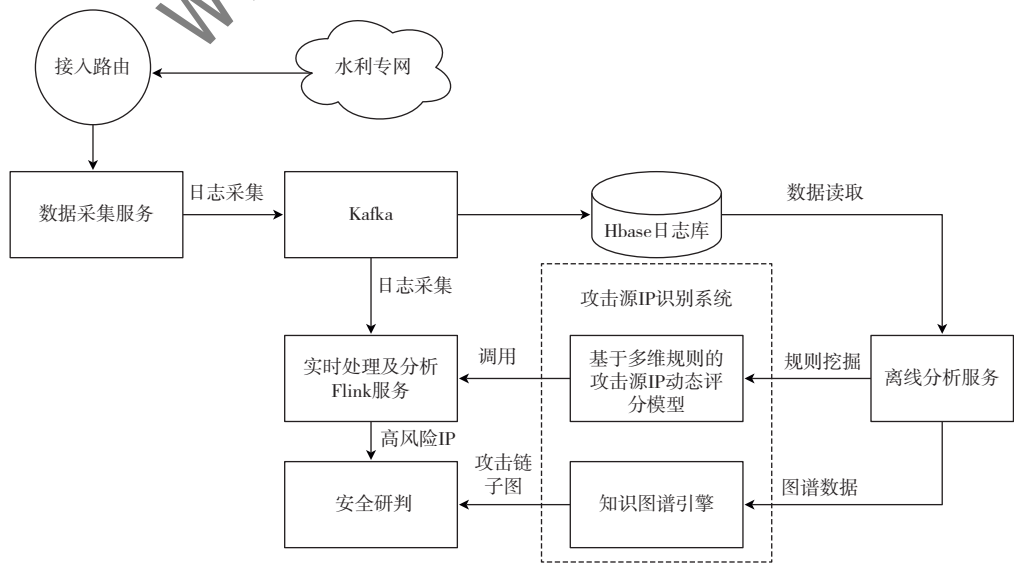 接入路由
水利专网
数据采集服务
日志采集
Kafka
Hbase日志库
数据读取
日志采集
攻击源IP识别系统
实时处理及分析
Flink服务
调用
基于多维规则的
攻击源IP动态评
分模型
规则挖掘
离线分析服务
高风险IP
安全研判
攻击链
子图
知识图谱引擎
图谱数据